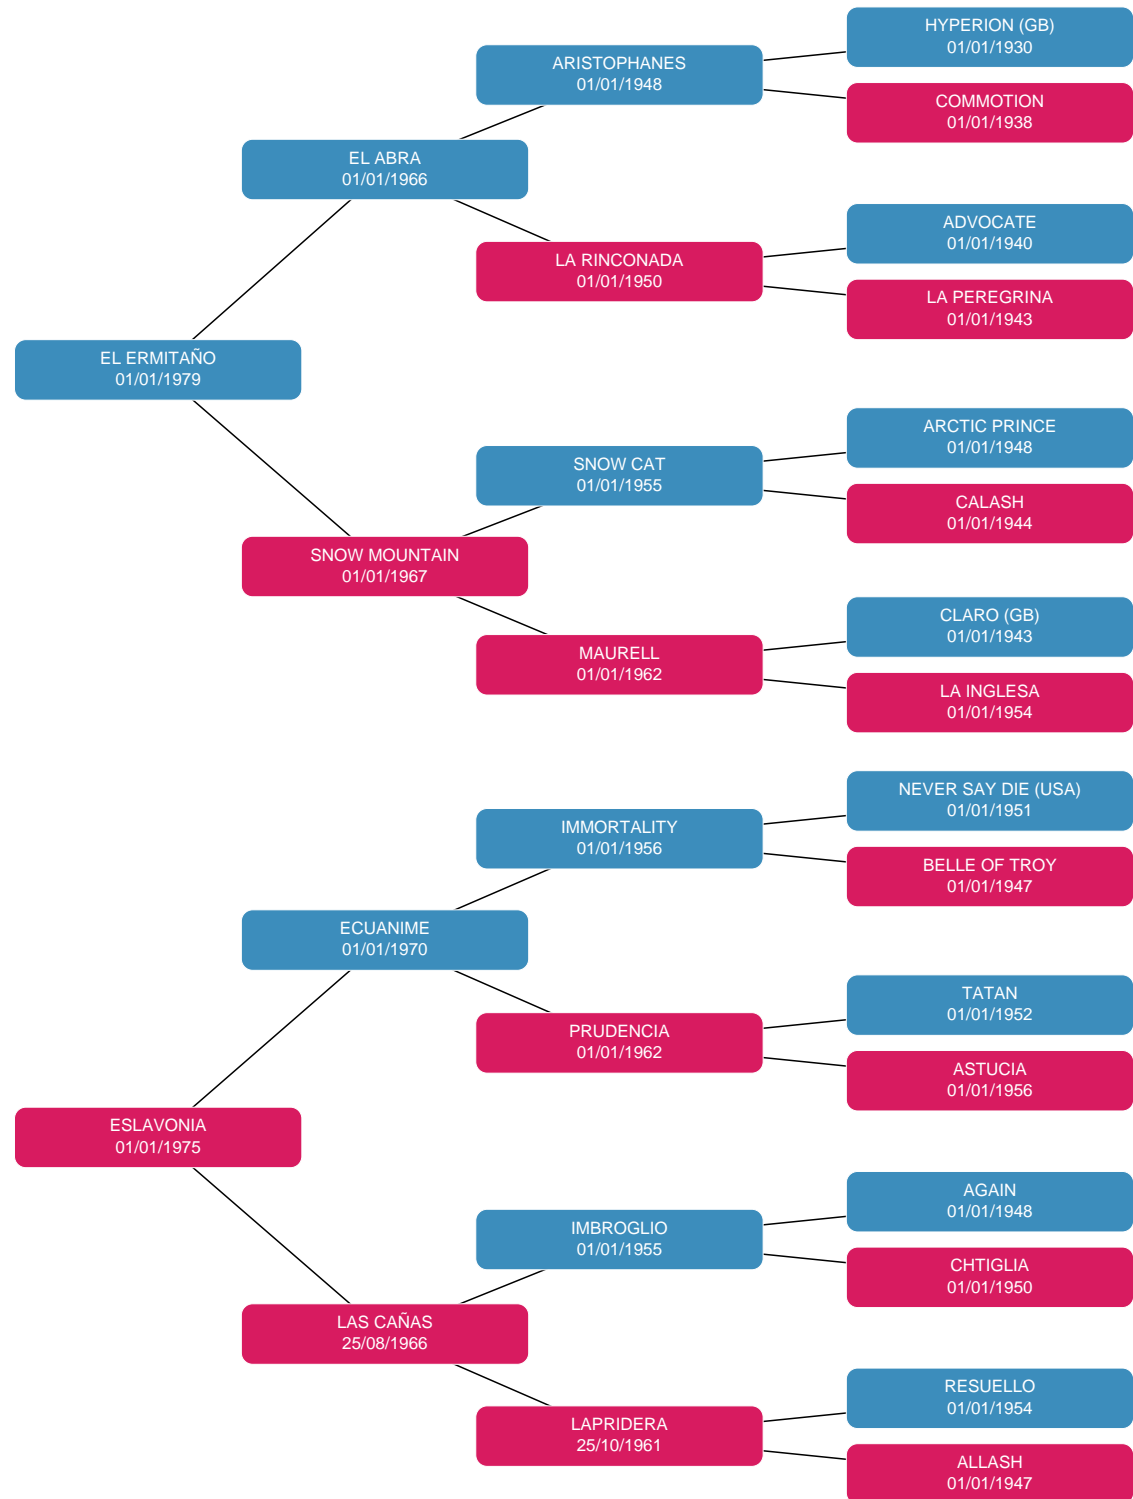 HYPERION (GB)
01/01/1930
ARISTOPHANES
01/01/1948
COMMOTION
01/01/1938
EL ABRA
01/01/1966
ADVOCATE
01/01/1940
LA RINCONADA
01/01/1950
LA PEREGRINA
01/01/1943
EL ERMITAÑO
01/01/1979
ARCTIC PRINCE
01/01/1948
SNOW CAT
01/01/1955
CALASH
01/01/1944
SNOW MOUNTAIN
01/01/1967
CLARO (GB)
01/01/1943
MAURELL
01/01/1962
LA INGLESA
01/01/1954
NEVER SAY DIE (USA)
01/01/1951
IMMORTALITY
01/01/1956
BELLE OF TROY
01/01/1947
ECUANIME
01/01/1970
TATAN
01/01/1952
PRUDENCIA
01/01/1962
ASTUCIA
01/01/1956
ESLAVONIA
01/01/1975
AGAIN
01/01/1948
IMBROGLIO
01/01/1955
CHTIGLIA
01/01/1950
LAS CAÑAS
25/08/1966
RESUELLO
01/01/1954
LAPRIDERA
25/10/1961
ALLASH
01/01/1947